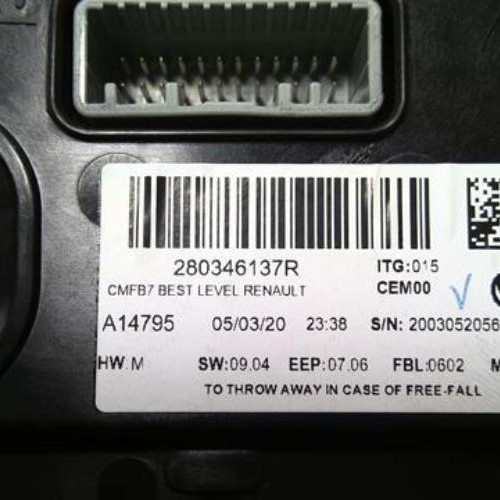 280346137R
ITG:015
CMFB7 BEST LEVEL RENAULT
CEM00
A14795 05/03/20 23:38 S/N: 2003052056
HW:M SW:09.04 EEP:07.06 FBL:0602 M
TO THROW AWAY IN CASE OF FREE-FALL